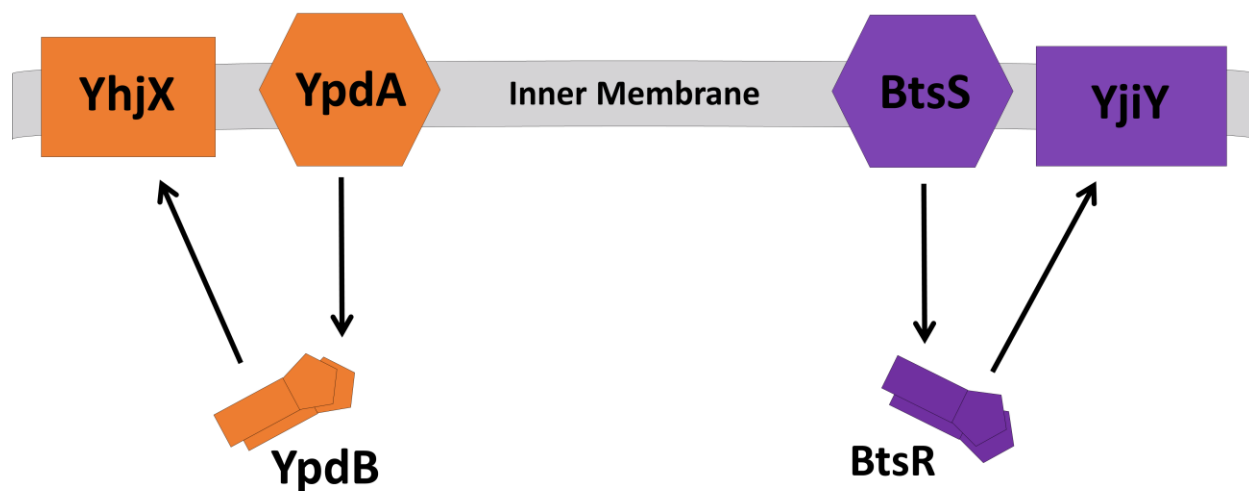 YhjX
YpdA
Inner Membrane
BtsS
YjiY
YpdB
BtsR